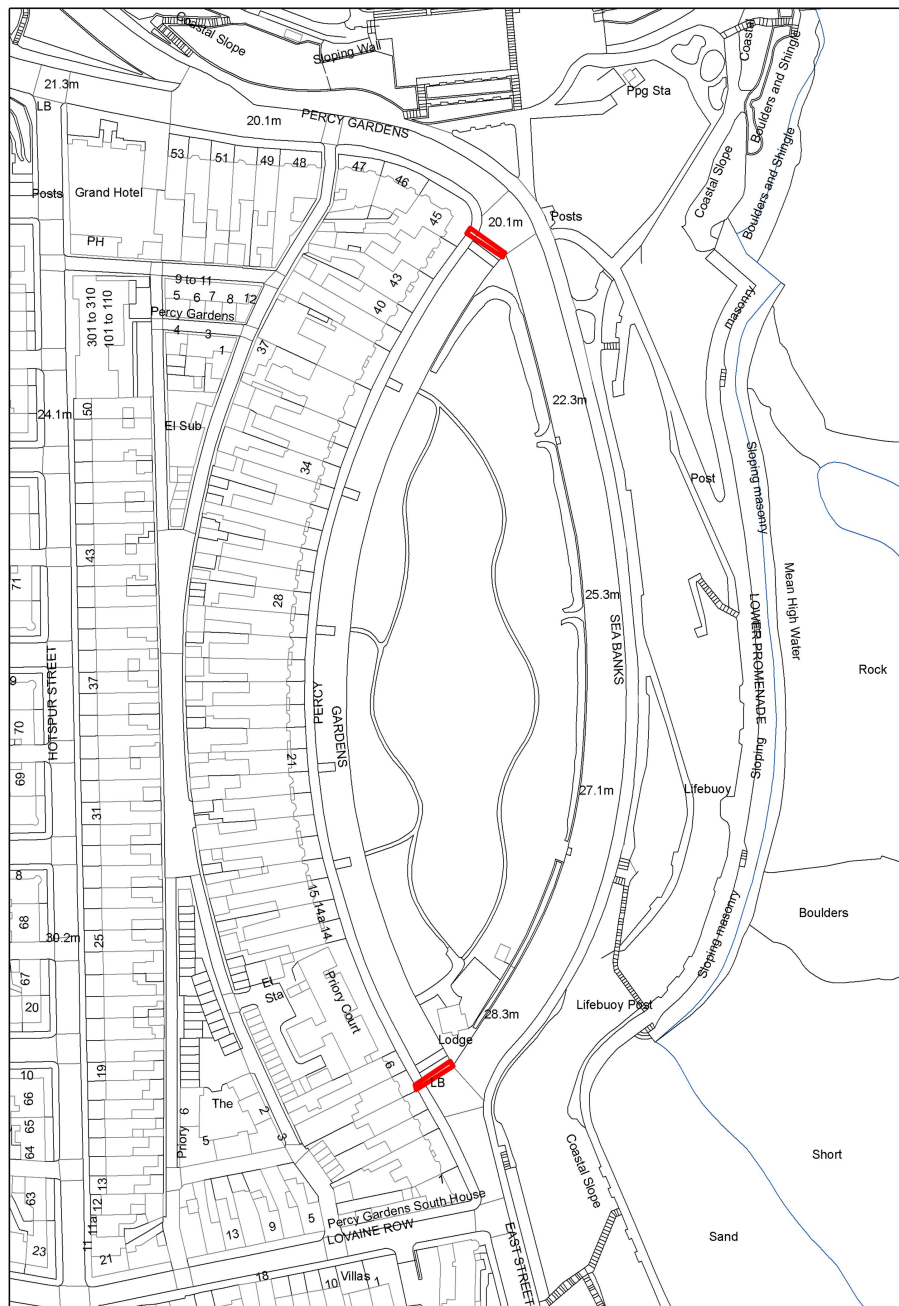 Coastal Slope
Sloping Wall
Coastal
Boulders and Shingle
21.3m
LB
20.1m
PERCY GARDENS
Ppg Sta
Boulders and Shingle
Coastal Slope
53
51
49
48
47
46
45
Posts
Grand Hotel
PH
20.1m
Posts
43
40
9 to 11
5
6
7
8
12
Percy Gardens
4
3
1
37
301 to 310
101 to 110
masonry
24.1m
50
El Sub
22.3m
34
Post
Sloping masonry
43
71
28
25.3m
Mean High Water
SEA BANKS
LOWER PROMENADE
Rock
HOTSPUR STREET
9
37
70
PERCY
GARDENS
69
21
Sloping
27.1m
Lifebuoy
31
8
68
15
14a
14
Boulders
30.2m
25
Sloping masonry
67
20
El
Sta
Priory Court
Lifebuoy Post
28.3m
Lodge
10
19
66
65
64
6
LB
The
2
Priory
6
5
3
Short
Coastal Slope
63
13
12
11a
11
1
Percy Gardens South House
LOVAINE ROW
23
21
13
9
5
EAST STREET
Sand
18
10
Villas
1